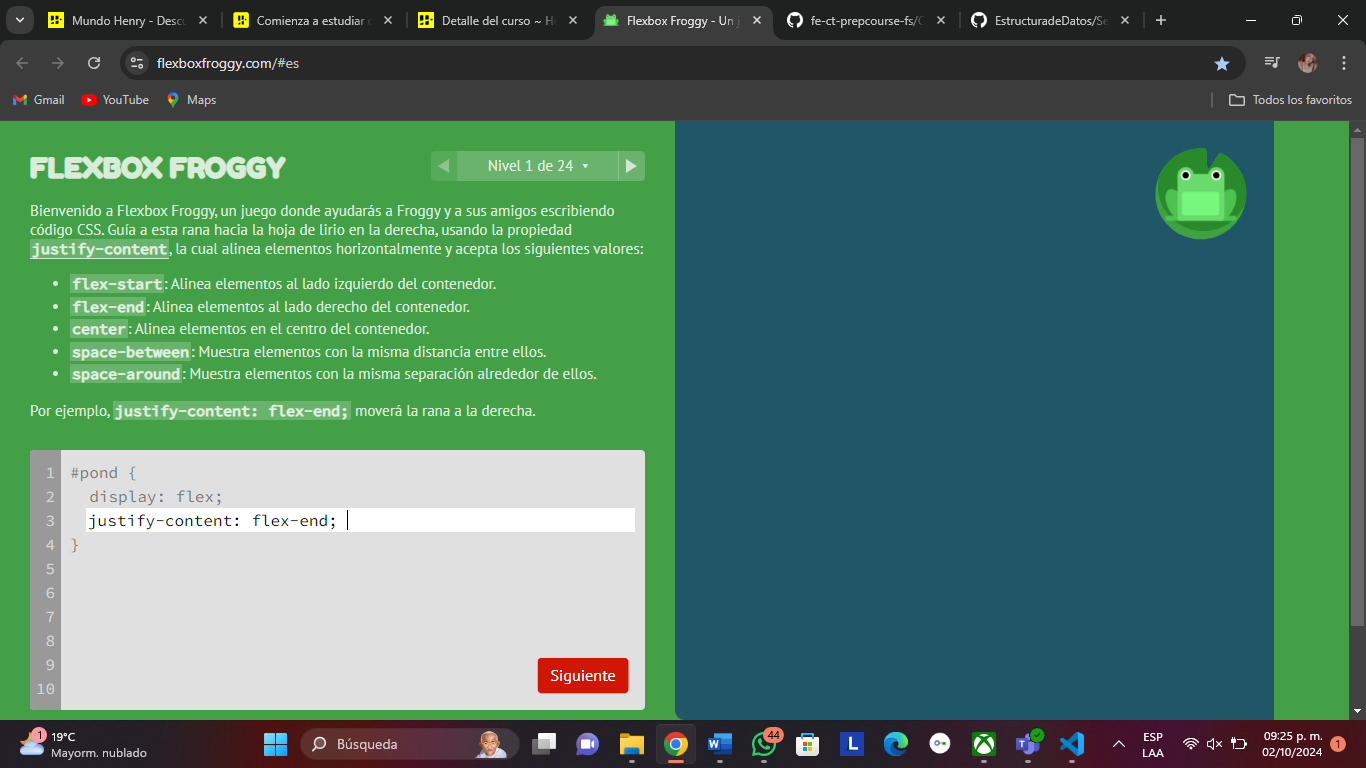 Mundo Henry - Descu
Comienza a estudiar
Detalle del curso ~ H
Flexbox Froggy - Un j
fe-ct-prepcourse-fs/
EstructuradeDatos/Se
flexboxfroggy.com/#es
Gmail
YouTube
Maps
Todos los favoritos
FLEXBOX FROGGY
Nivel 1 de 24
Bienvenido a Flexbox Froggy, un juego donde ayudarás a Froggy y a sus amigos escribiendo
código CSS. Guía a esta rana hacia la hoja de lirio en la derecha, usando la propiedad
justify-content, la cual alinea elementos horizontalmente y acepta los siguientes valores:
• flex-start: Alinea elementos al lado izquierdo del contenedor.
• flex-end: Alinea elementos al lado derecho del contenedor.
• center: Alinea elementos en el centro del contenedor.
• space-between: Muestra elementos con la misma distancia entre ellos.
• space-around: Muestra elementos con la misma separación alrededor de ellos.
Por ejemplo, justify-content: flex-end; moverá la rana a la derecha.
1 #pond {
2 display: flex;
3 justify-content: flex-end;
4 }
5
6
7
8
9
10
Siguiente
1
19°C
Mayorm. nublado
Búsqueda
44
ESP
LAA
09:25 p. m.
02/10/2024
1